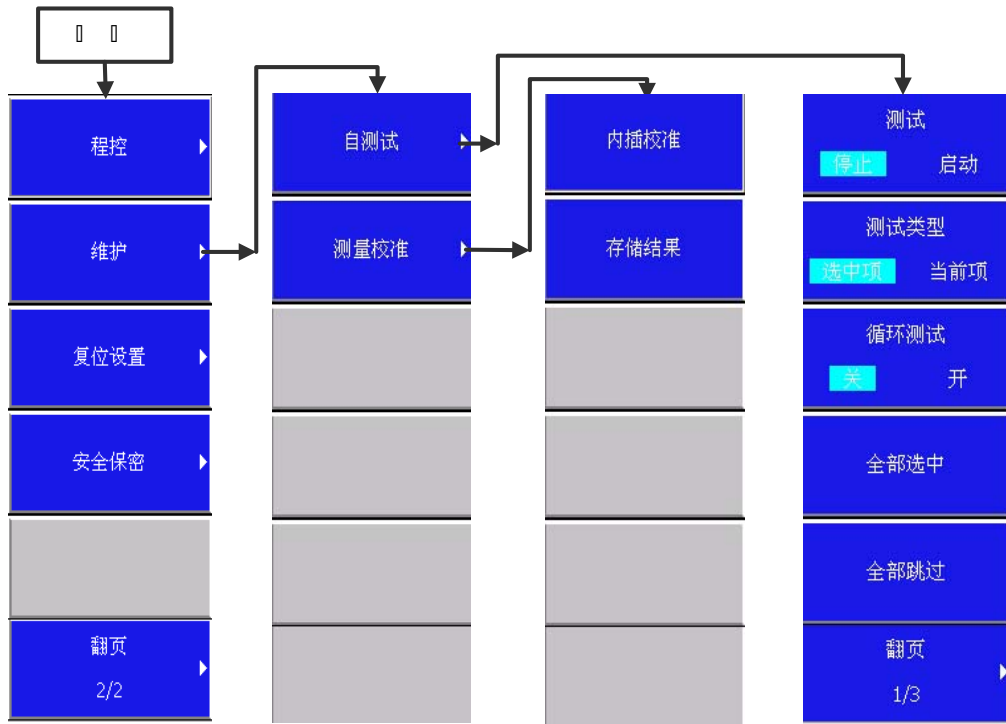 程控
维护
复位设置
安全保密
翻页
2/2
自测试
测量校准
内插校准
存储结果
测试
停止 启动
测试类型
选中项 当前项
循环测试
关 开
全部选中
全部跳过
翻页
1/3